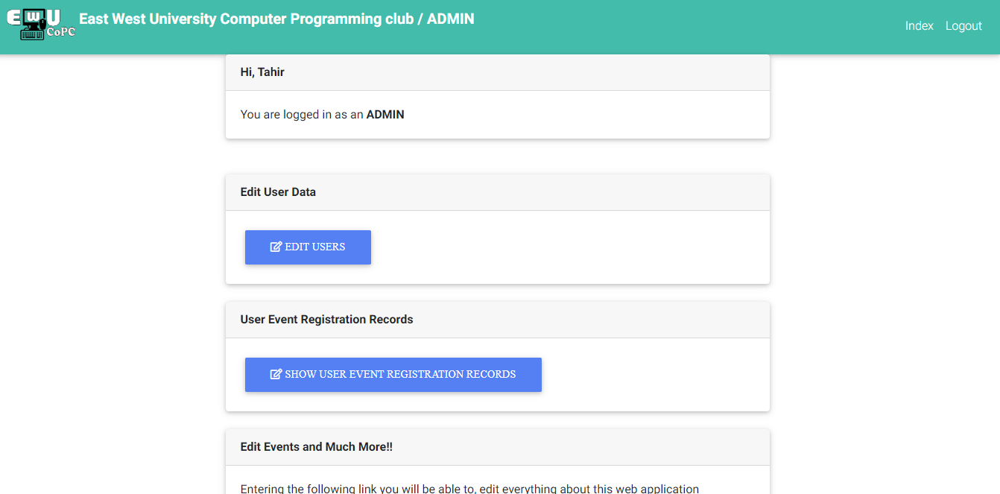 EWU
CoPC
East West University Computer Programming club / ADMIN
Index
Logout
Hi, Tahir
You are logged in as an ADMIN
Edit User Data
EDIT USERS
User Event Registration Records
SHOW USER EVENT REGISTRATION RECORDS
Edit Events and Much More!!
Entering the following link you will be able to, edit everything about this web application